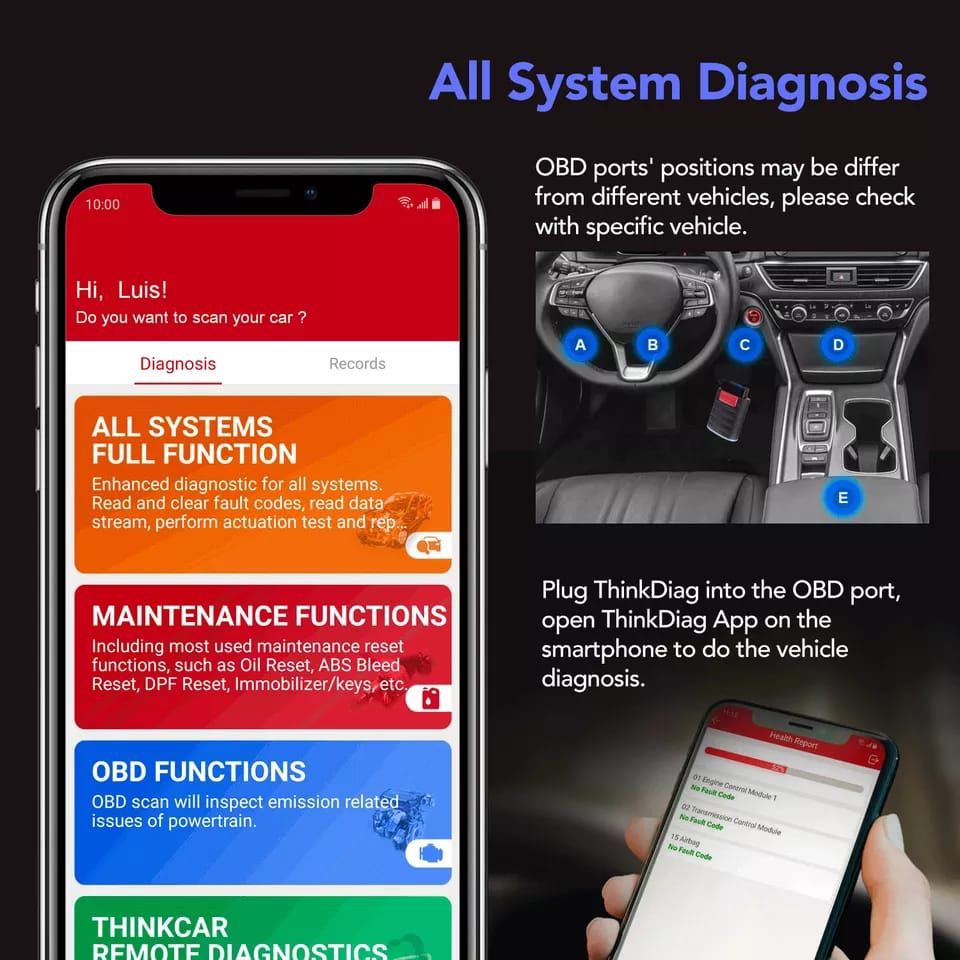 All System Diagnosis
OBD ports' positions may be differ
from different vehicles, please check
with specific vehicle.
A
B
C
D
E
Plug ThinkDiag into the OBD port,
open ThinkDiag App on the
smartphone to do the vehicle
diagnosis.
10:00
Hi, Luis!
Do you want to scan your car ?
Diagnosis
Records
ALL SYSTEMS
FULL FUNCTION
Enhanced diagnostic for all systems.
Read and clear fault codes, read data
stream, perform actuation test and rep...
MAINTENANCE FUNCTIONS
Including most used maintenance reset
functions, such as Oil Reset, ABS Bleed
Reset, DPF Reset, Immobilizer/keys, etc.
OBD FUNCTIONS
OBD scan will inspect emission related
issues of powertrain.
THINKCAR
REMOTE DIAGNOSTICS
Health Report
52%
01 Engine Control Module 1
No Fault Code
02 Transmission Control Module
No Fault Code
15 Airbag
No Fault Code